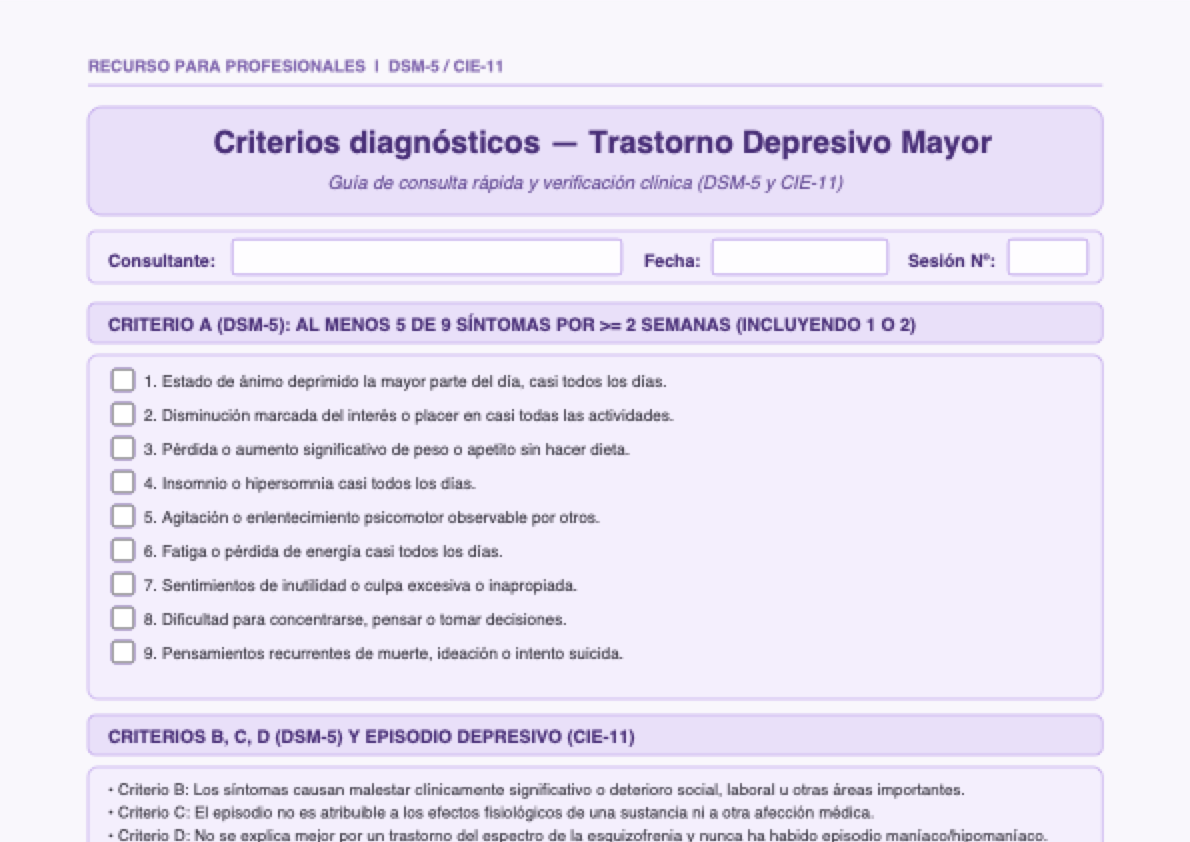 RECURSO PARA PROFESIONALES | DSM-5 / CIE-11
Criterios diagnósticos — Trastorno Depresivo Mayor
Guía de consulta rápida y verificación clínica (DSM-5 y CIE-11)
Consultante: Fecha: Sesión Nº:
CRITERIO A (DSM-5): AL MENOS 5 DE 9 SÍNTOMAS POR >= 2 SEMANAS (INCLUYENDO 1 O 2)
1. Estado de ánimo deprimido la mayor parte del día, casi todos los días.
2. Disminución marcada del interés o placer en casi todas las actividades.
3. Pérdida o aumento significativo de peso o apetito sin hacer dieta.
4. Insomnio o hipersomnia casi todos los días.
5. Agitación o enlentecimiento psicomotor observable por otros.
6. Fatiga o pérdida de energía casi todos los días.
7. Sentimientos de inutilidad o culpa excesiva o inapropiada.
8. Dificultad para concentrarse, pensar o tomar decisiones.
9. Pensamientos recurrentes de muerte, ideación o intento suicida.
CRITERIOS B, C, D (DSM-5) Y EPISODIO DEPRESIVO (CIE-11)
• Criterio B: Los síntomas causan malestar clínicamente significativo o deterioro social, laboral u otras áreas importantes.
• Criterio C: El episodio no es atribuible a los efectos fisiológicos de una sustancia ni a otra afección médica.
• Criterio D: No se explica mejor por un trastorno del espectro de la esquizofrenia y nunca ha habido episodio maníaco/hipomaníaco.